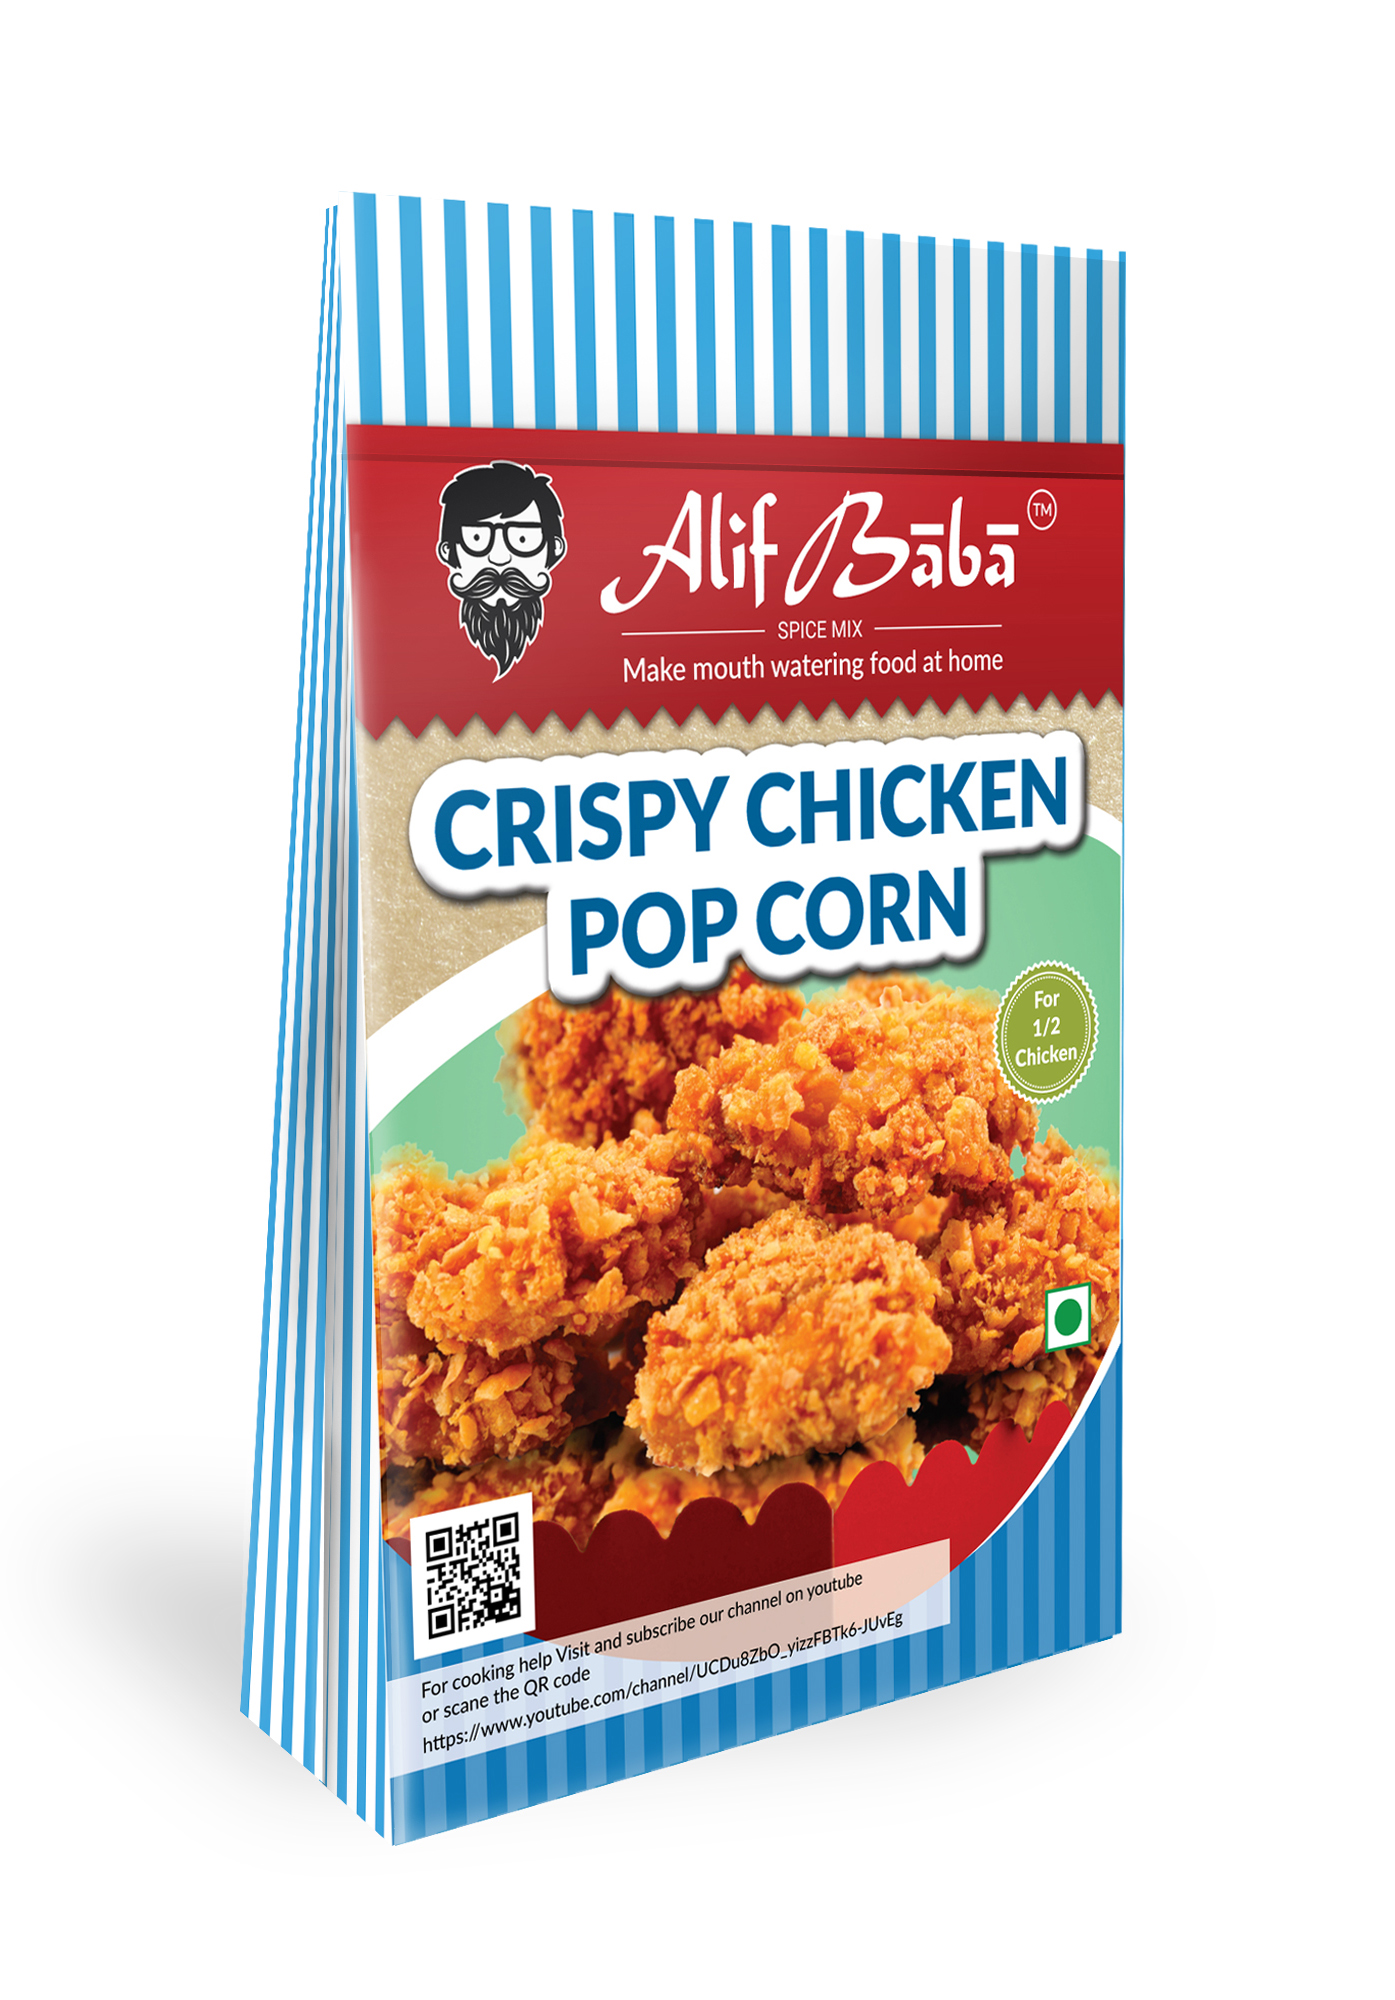 Alif Bābā TM
SPICE MIX
Make mouth watering food at home
CRISPY CHICKEN
POP CORN
For
1/2
Chicken
For cooking help Visit and subscribe our channel on youtube
or scane the QR code
https://www.youtube.com/channel/UCDu8ZbO_yizzFBTk6-JUvEg